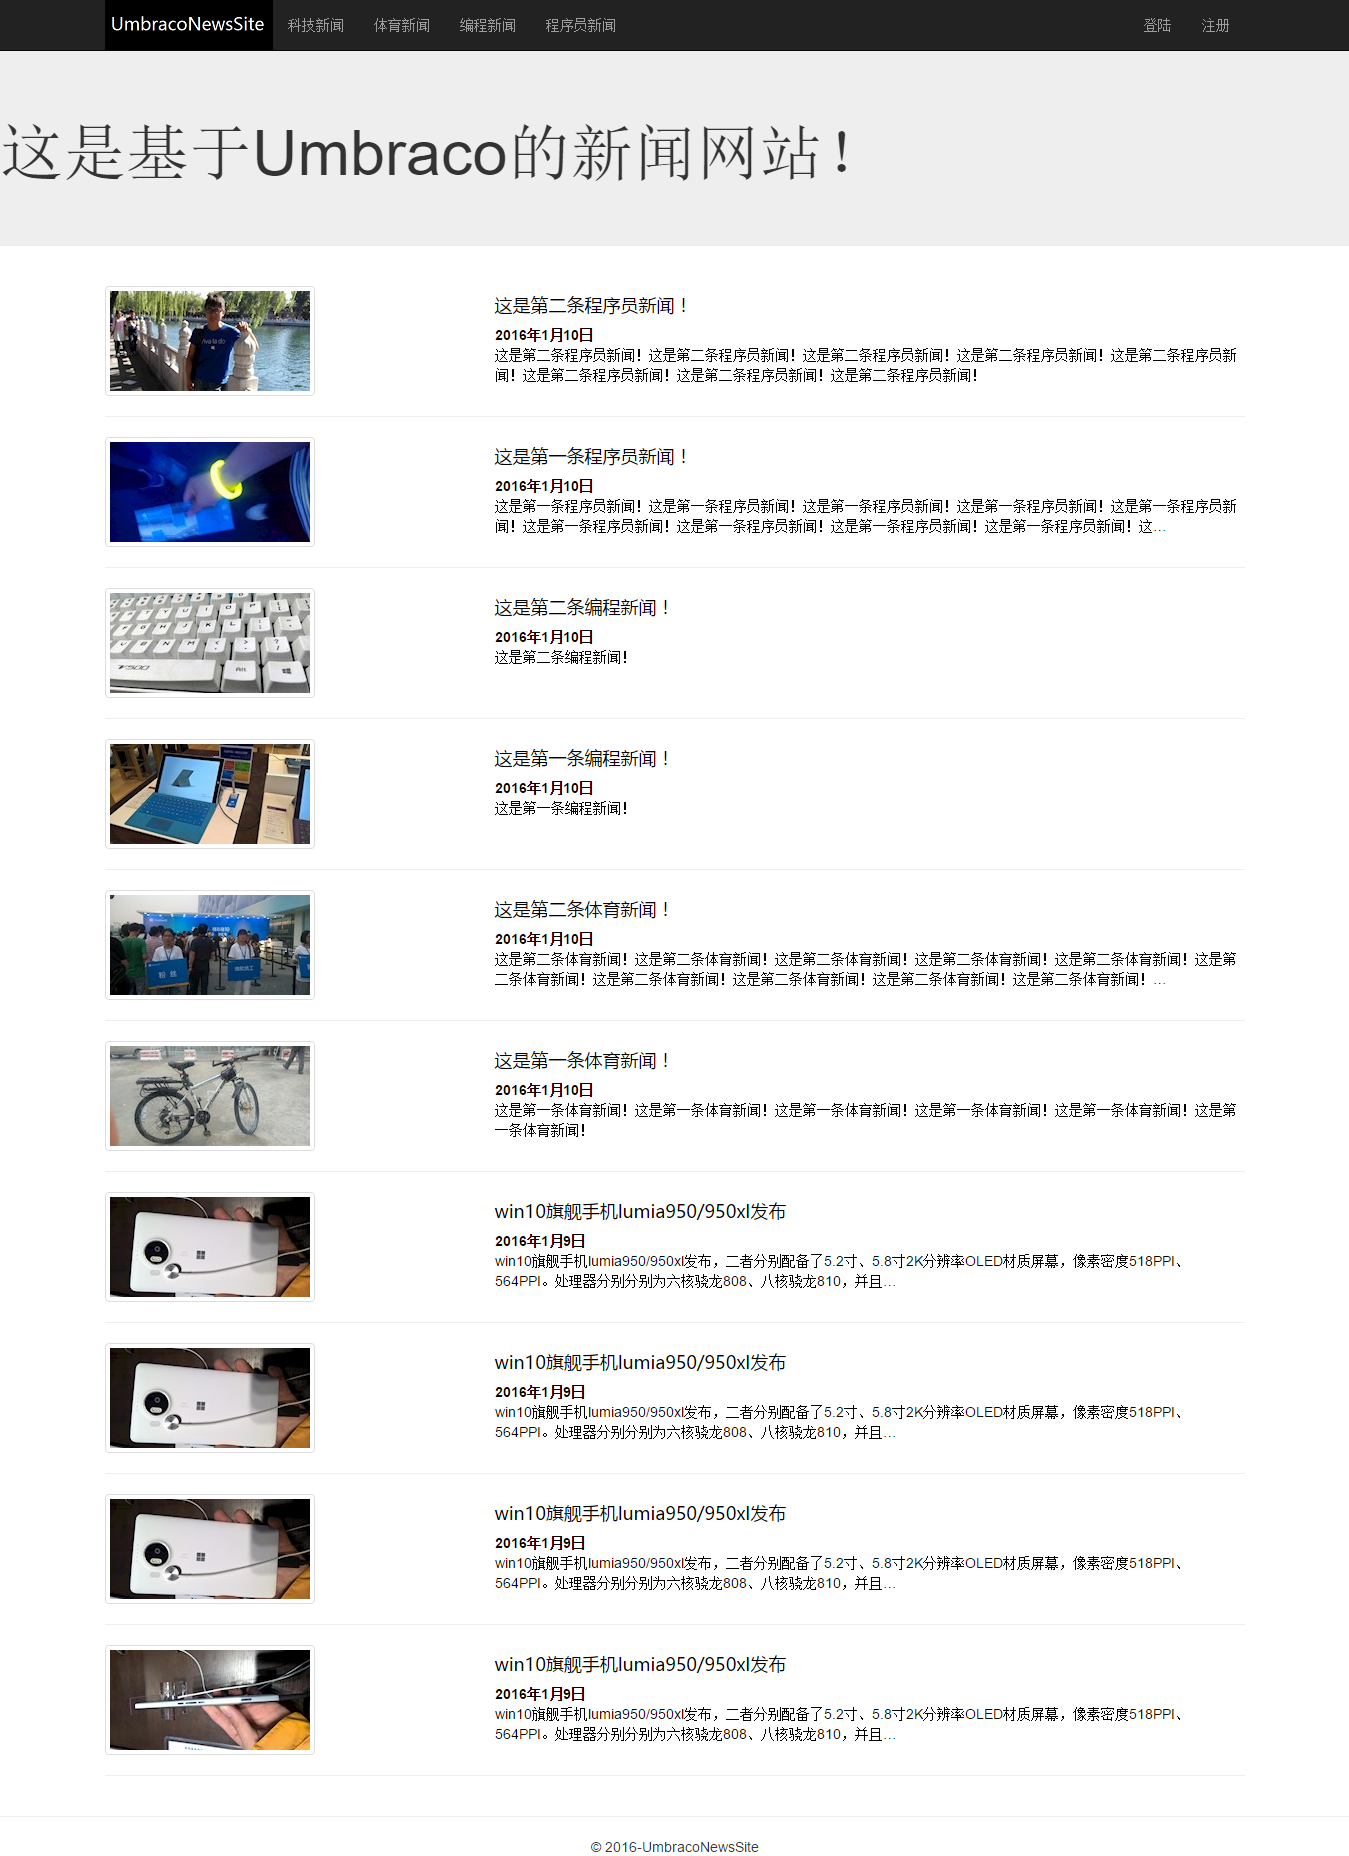 UmbracoNewsSite 科技新闻 体育新闻 编程新闻 程序员新闻 登陆 注册
这是基于Umbraco的新闻网站！
这是第二条程序员新闻！
2016年1月10日
这是第二条程序员新闻！这是第二条程序员新闻！这是第二条程序员新闻！这是第二条程序员新闻！这是第二条程序员新
闻！这是第二条程序员新闻！这是第二条程序员新闻！这是第二条程序员新闻！
这是第一条程序员新闻！
2016年1月10日
这是第一条程序员新闻！这是第一条程序员新闻！这是第一条程序员新闻！这是第一条程序员新闻！这是第一条程序员新
闻！这是第一条程序员新闻！这是第一条程序员新闻！这是第一条程序员新闻！这是第一条程序员新闻！这...
这是第二条编程新闻！
2016年1月10日
这是第二条编程新闻！
这是第一条编程新闻！
2016年1月10日
这是第一条编程新闻！
粉丝
这是第二条体育新闻！
2016年1月10日
这是第二条体育新闻！这是第二条体育新闻！这是第二条体育新闻！这是第二条体育新闻！这是第二条体育新闻！这是第
二条体育新闻！这是第二条体育新闻！这是第二条体育新闻！这是第二条体育新闻！这是第二条体育新闻！...
这是第一条体育新闻！
2016年1月10日
这是第一条体育新闻！这是第一条体育新闻！这是第一条体育新闻！这是第一条体育新闻！这是第一条体育新闻！这是第
一条体育新闻！
win10旗舰手机lumia950/950xl发布
2016年1月9日
win10旗舰手机lumia950/950xl发布，二者分别配备了5.2寸、5.8寸2K分辨率OLED材质屏幕，像素密度518PPI、
564PPI。处理器分别分别为六核骁龙808、八核骁龙810，并且...
win10旗舰手机lumia950/950xl发布
2016年1月9日
win10旗舰手机lumia950/950xl发布，二者分别配备了5.2寸、5.8寸2K分辨率OLED材质屏幕，像素密度518PPI、
564PPI。处理器分别分别为六核骁龙808、八核骁龙810，并且...
win10旗舰手机lumia950/950xl发布
2016年1月9日
win10旗舰手机lumia950/950xl发布，二者分别配备了5.2寸、5.8寸2K分辨率OLED材质屏幕，像素密度518PPI、
564PPI。处理器分别分别为六核骁龙808、八核骁龙810，并且...
win10旗舰手机lumia950/950xl发布
2016年1月9日
win10旗舰手机lumia950/950xl发布，二者分别配备了5.2寸、5.8寸2K分辨率OLED材质屏幕，像素密度518PPI、
564PPI。处理器分别分别为六核骁龙808、八核骁龙810，并且...
© 2016-UmbracoNewsSite